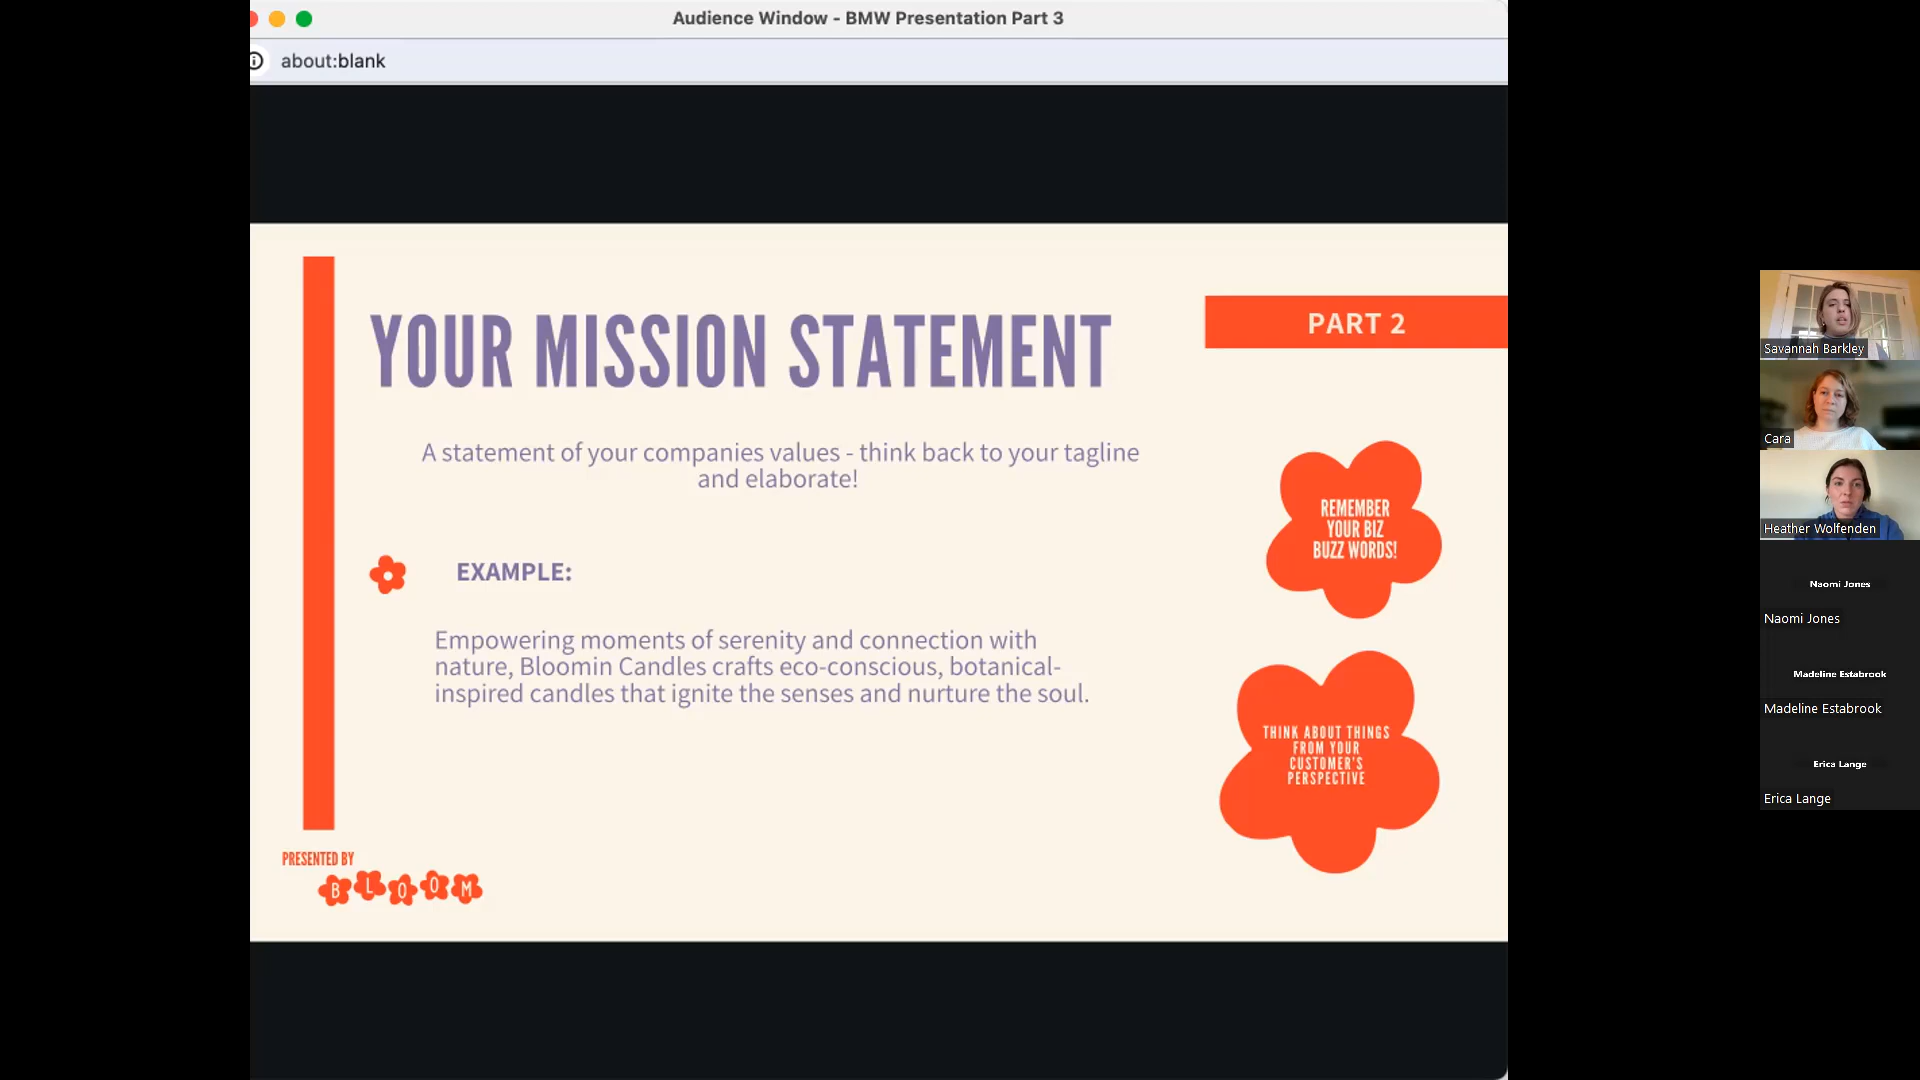 Audience Window - BMW Presentation Part 3
about:blank
YOUR MISSION STATEMENT
PART 2
A statement of your companies values - think back to your tagline
and elaborate!
REMEMBER
YOUR BIZ
BUZZ WORDS!
EXAMPLE:
Empowering moments of serenity and connection with
nature, Bloomin Candles crafts eco-conscious, botanical-
inspired candles that ignite the senses and nurture the soul.
THINK ABOUT THINGS
FROM YOUR
CUSTOMER'S
PERSPECTIVE
PRESENTED BY
BLOOM
Savannah Barkley
Cara
Heather Wolfenden
Naomi Jones
Naomi Jones
Madeline Estabrook
Madeline Estabrook
Erica Lange
Erica Lange